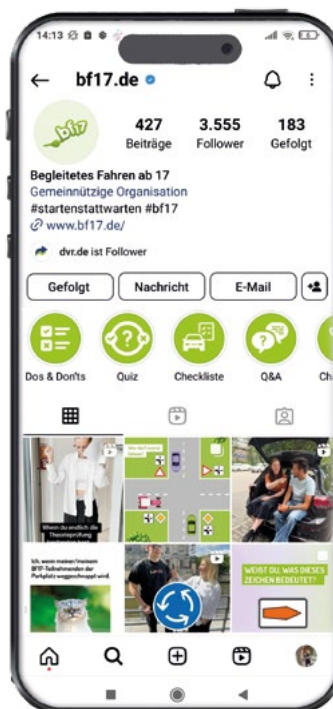 14:13
bf17.de
bf17
427 3.555 183
Beiträge Follower Gefolgt
Begleitetes Fahren ab 17
Gemeinnützige Organisation
#startenstattwarten #bf17
www.bf17.de/
dvr.de ist Follower
Gefolgt Nachricht E-Mail
Dos & Don'ts Quiz Checkliste Q&A Ch
Wenn du endlich die
Theorieprüfung
Ich, wenn meiner/meinem
BF17-Teilnehmenden der
Parkplatz weggeschnappt wird.
WEIßT DU, WAS DIESES
ZEICHEN BEDEUTET?